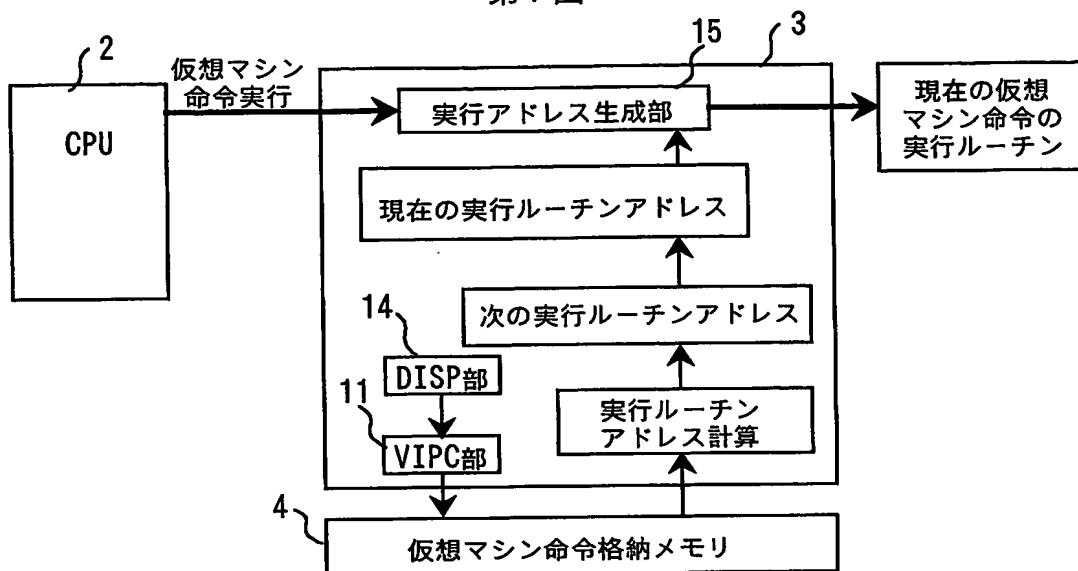 2
CPU
仮想マシン
命令実行
15
3
実行アドレス生成部
現在の仮想
マシン命令の
実行ルーチン
現在の実行ルーチンアドレス
次の実行ルーチンアドレス
14
DISP部
11
VIPC部
実行ルーチン
アドレス計算
4
仮想マシン命令格納メモリ